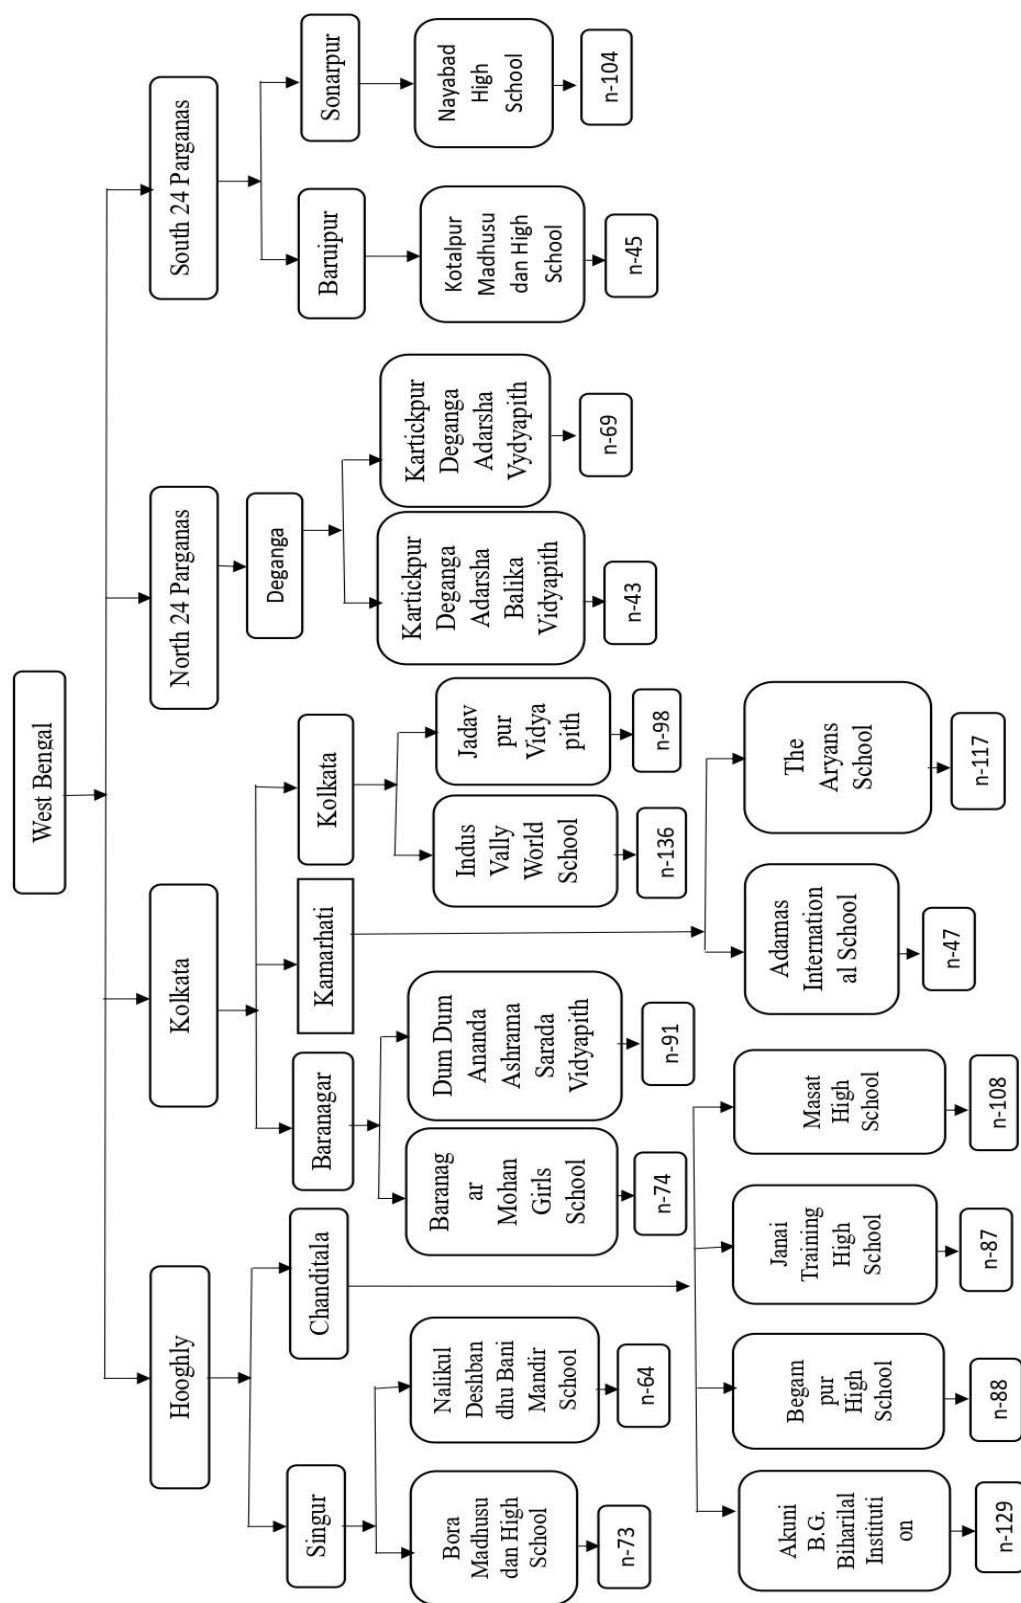 West Bengal
Hooghly
Kolkata
North 24 Parganas
South 24 Parganas
Singur
Chanditala
Baranagar
Kamarhati
Kolkata
Deganga
Baruipur
Sonarpur
Bora
Madhusu
dan High
School
n-73
Nalikul
Deshban
dhu Bani
Mandir
School
n-64
Baranag
ar
Mohan
Girls
School
n-74
Dum Dum
Ananda
Ashrama
Sarada
Vidyapith
n-91
Indus
Vally
World
School
n-136
Jadav
pur
Vidya
pith
n-98
Kartickpur
Deganga
Adarsha
Balika
Vidyapith
n-43
Kartickpur
Deganga
Adarsha
Vydyapith
n-69
Kotalpur
Madhusu
dan High
School
n-45
Nayabad
High
School
n-104
Akuni
B.G.
Biharilal
Instituti
on
n-129
Begam
pur
High
School
n-88
Janai
Training
High
School
n-87
Masat
High
School
n-108
Adamas
Internation
al School
n-47
The
Aryans
School
n-117